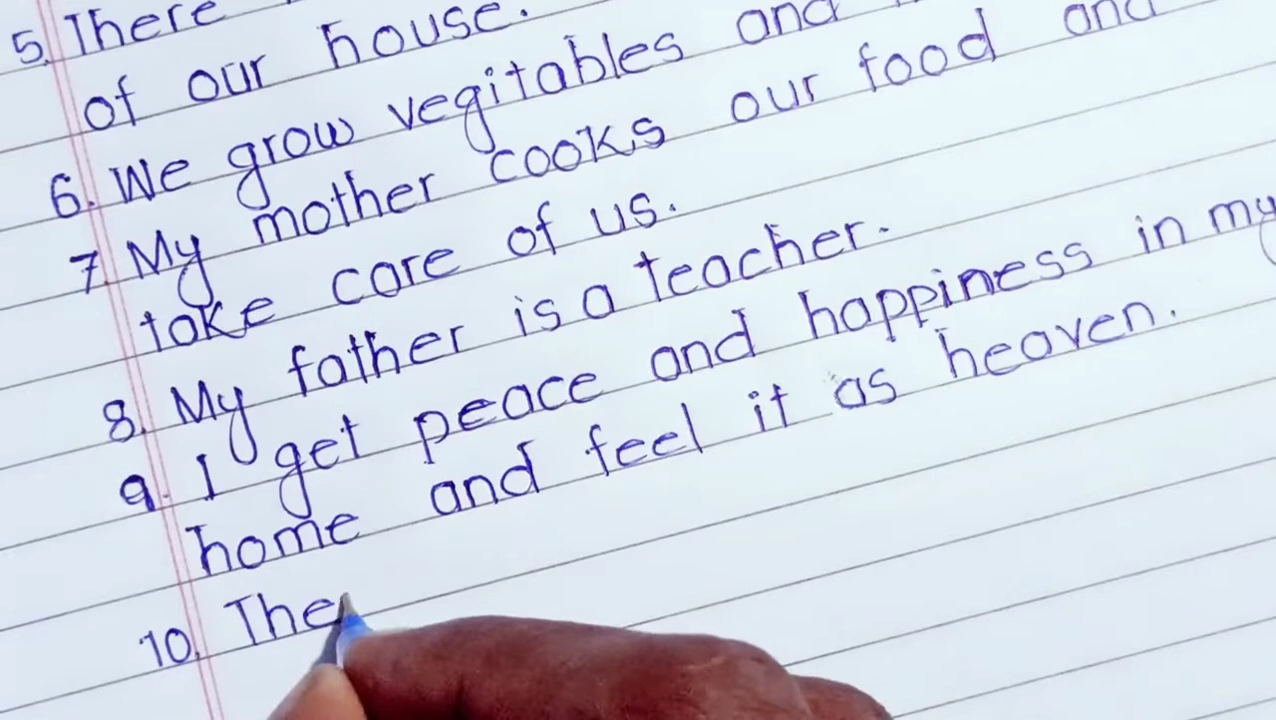 5. There
of our house.
6. We grow vegitables and
7. My mother cooks our food and
take care of us.
8. My father is a teacher.
9. I get peace and happiness in my
home and feel it as heaven.
10. The